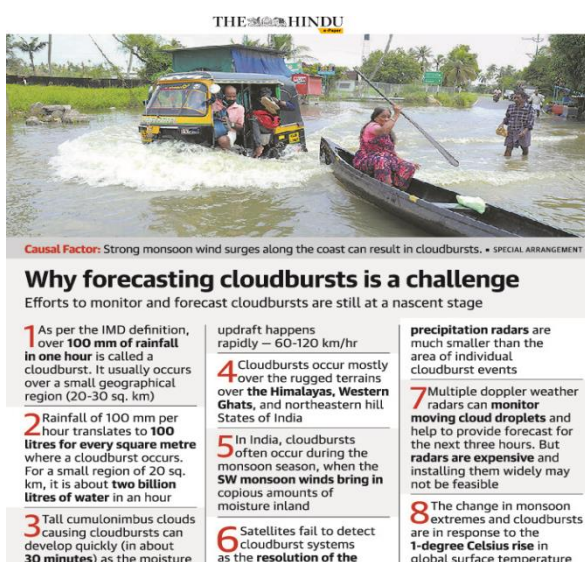 THE HINDU
e-Paper
Causal Factor: Strong monsoon wind surges along the coast can result in cloudbursts. • SPECIAL ARRANGEMENT
Why forecasting cloudbursts is a challenge
Efforts to monitor and forecast cloudbursts are still at a nascent stage
1 As per the IMD definition,
over 100 mm of rainfall
in one hour is called a
cloudburst. It usually occurs
over a small geographical
region (20-30 sq. km)
2 Rainfall of 100 mm per
hour translates to 100
litres for every square metre
where a cloudburst occurs.
For a small region of 20 sq.
km, it is about two billion
litres of water in an hour
3 Tall cumulonimbus clouds
causing cloudbursts can
develop quickly (in about
30 minutes) as the moisture
updraft happens
rapidly — 60-120 km/hr
4 Cloudbursts occur mostly
over the rugged terrains
over the Himalayas, Western
Ghats, and northeastern hill
States of India
5 In India, cloudbursts
often occur during the
monsoon season, when the
SW monsoon winds bring in
copious amounts of
moisture inland
6 Satellites fail to detect
cloudburst systems
as the resolution of the
precipitation radars are
much smaller than the
area of individual
cloudburst events
7 Multiple doppler weather
radars can monitor
moving cloud droplets and
help to provide forecast for
the next three hours. But
radars are expensive and
installing them widely may
not be feasible
8 The change in monsoon
extremes and cloudbursts
are in response to the
1-degree Celsius rise in
global surface temperature